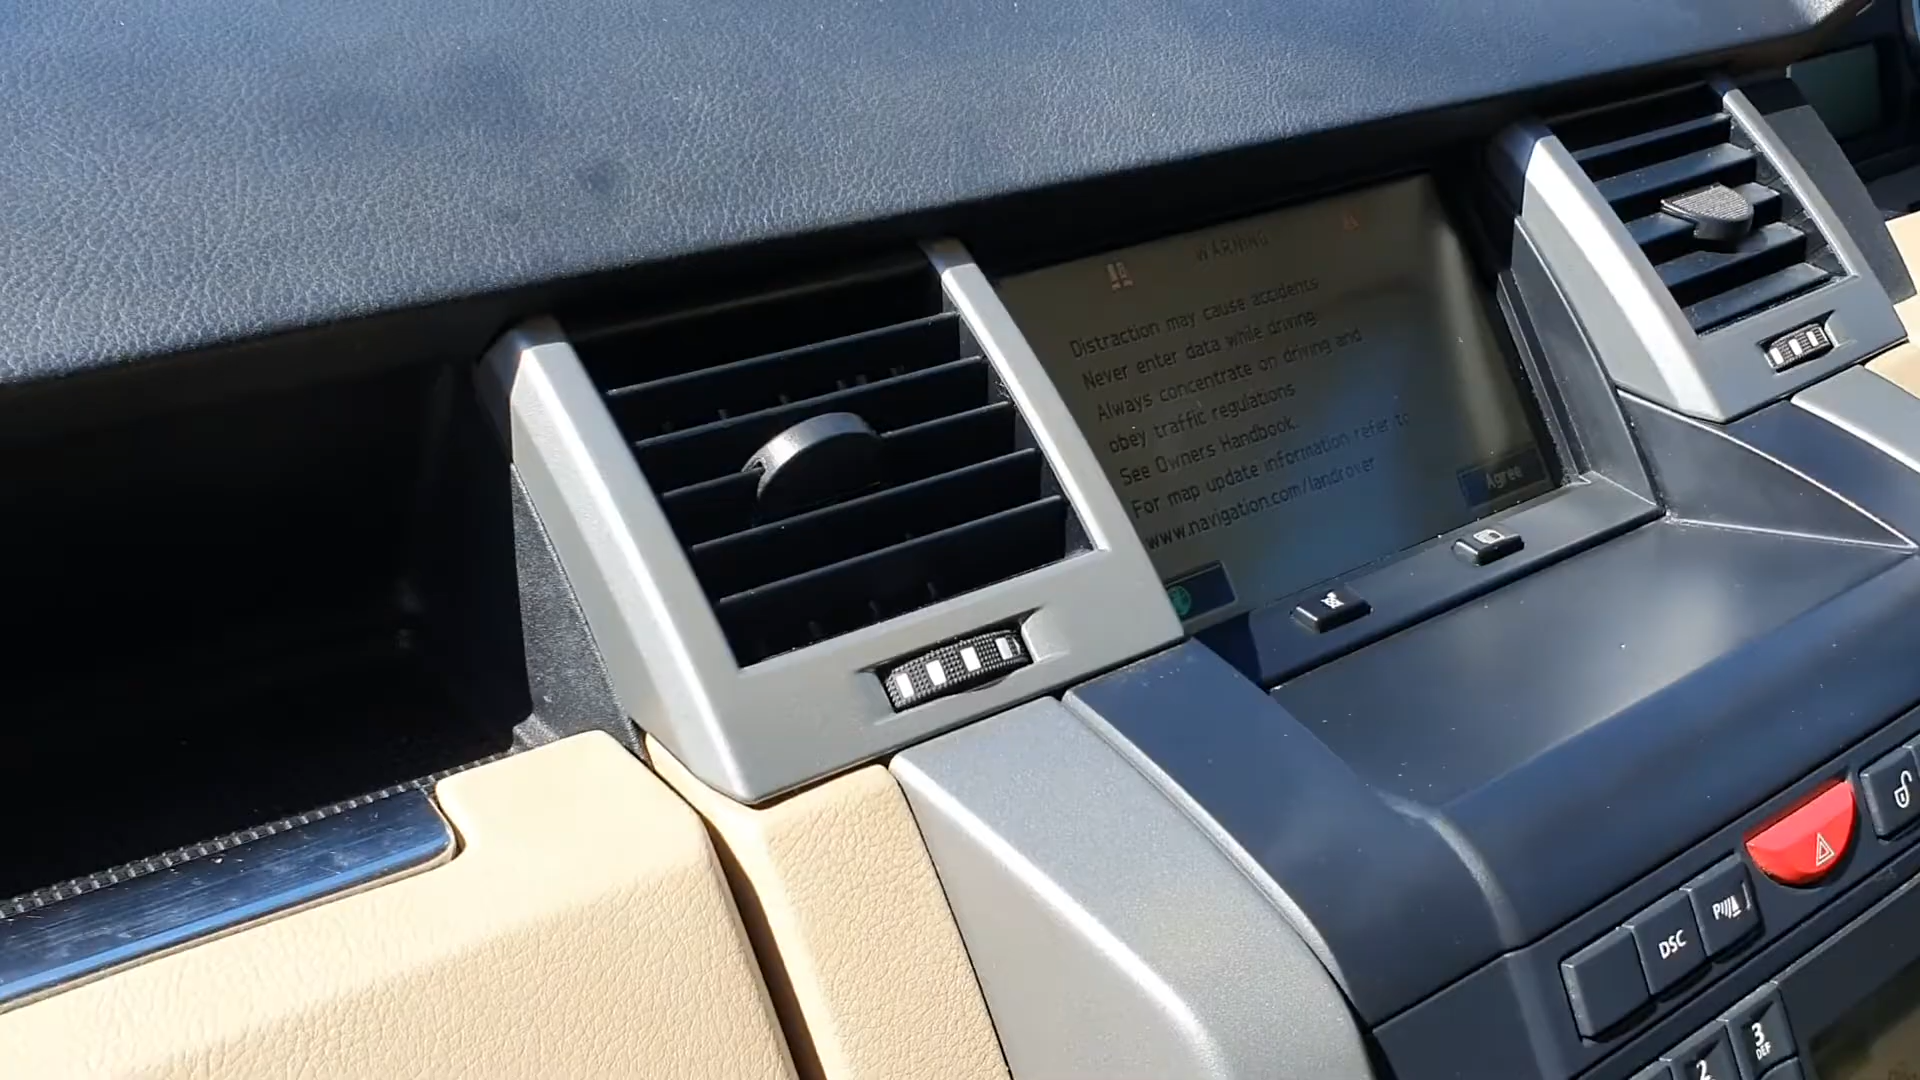 WARNING
Distraction may cause accidents
Never enter data while driving
Always concentrate on driving and
obey traffic regulations
See Owners Handbook.
For map update information refer to
www.navigation.com/landrover
Agree
P
DSC
3
DEF
2